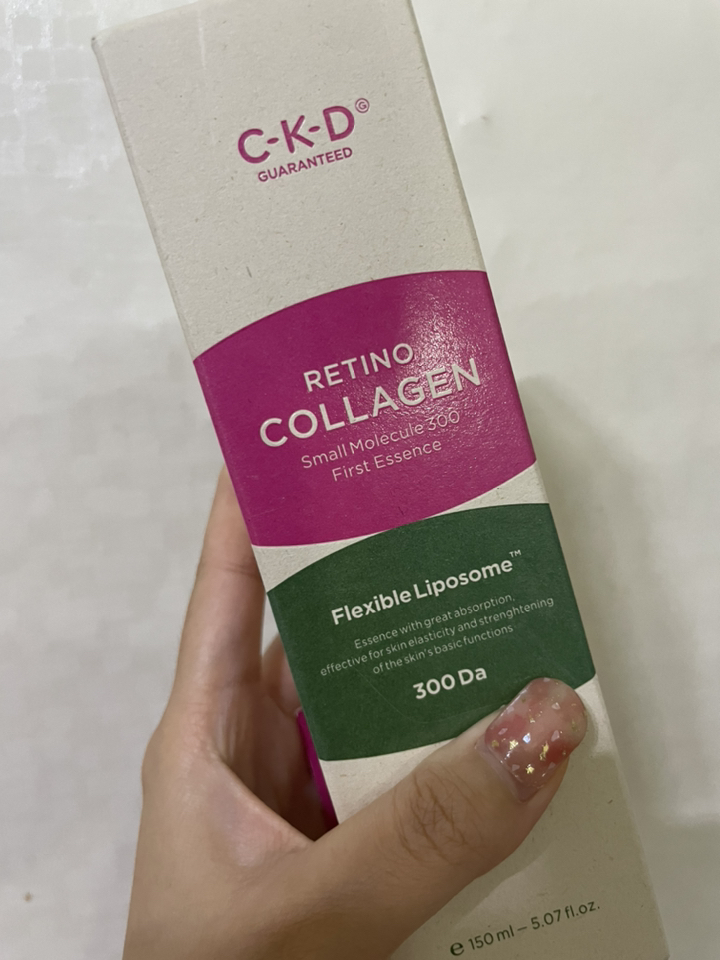 C-K-D G
GUARANTEED
RETINO
COLLAGEN
Small Molecule 300
First Essence
Flexible Liposome™
Essence with great absorption,
effective for skin elasticity and strenghtening
of the skin's basic functions
300 Da
℮ 150 ml – 5.07 fl.oz.